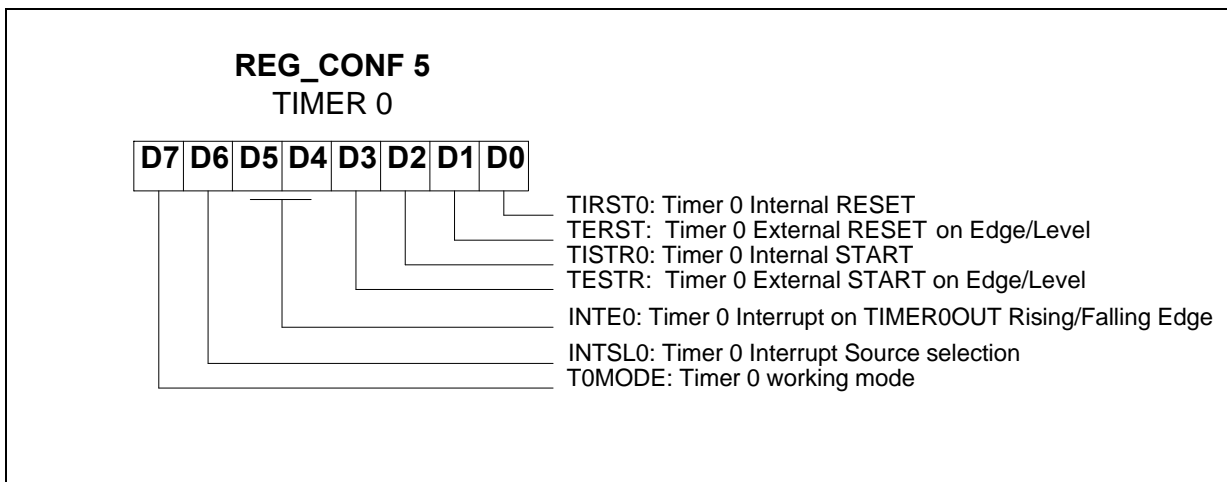 REG_CONF 5
TIMER 0
D7 D6 D5 D4 D3 D2 D1 D0
TIRST0: Timer 0 Internal RESET
TERST: Timer 0 External RESET on Edge/Level
TISTR0: Timer 0 Internal START
TESTR: Timer 0 External START on Edge/Level
INTE0: Timer 0 Interrupt on TIMER0OUT Rising/Falling Edge
INTSL0: Timer 0 Interrupt Source selection
T0MODE: Timer 0 working mode